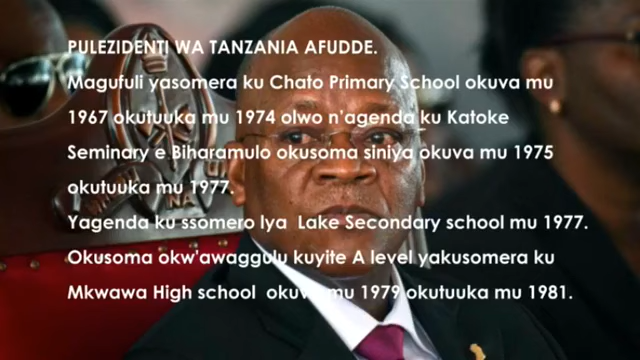 PULEZIDENTI WA TANZANIA AFUDDE.
Magufuli yasomera ku Chato Primary School okuva mu
1967 okutuuka mu 1974 olwo n'agenda ku Katoke
Seminary e Biharamulo okusoma siniya okuva mu 1975
okutuuka mu 1977.
Yagenda ku ssomero lya Lake Secondary school mu 1977.
Okusoma okw'awaggulu kuyite A level yakusomera ku
Mkwawa High school okuva mu 1979 okutuuka mu 1981.